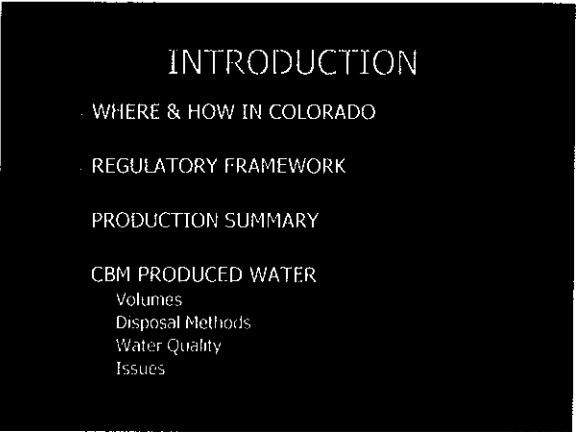 INTRODUCTION
WHERE & HOW IN COLORADO
REGULATORY FRAMEWORK
PRODUCTION SUMMARY
CBM PRODUCED WATER
Volumes
Disposal Methods
Water Quality
Issues